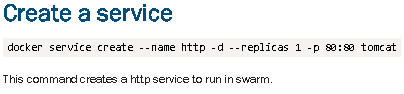 Create a service
docker service create --name http -d --replicas 1 -p 80:80 tomcat
This command creates a http service to run in swarm.